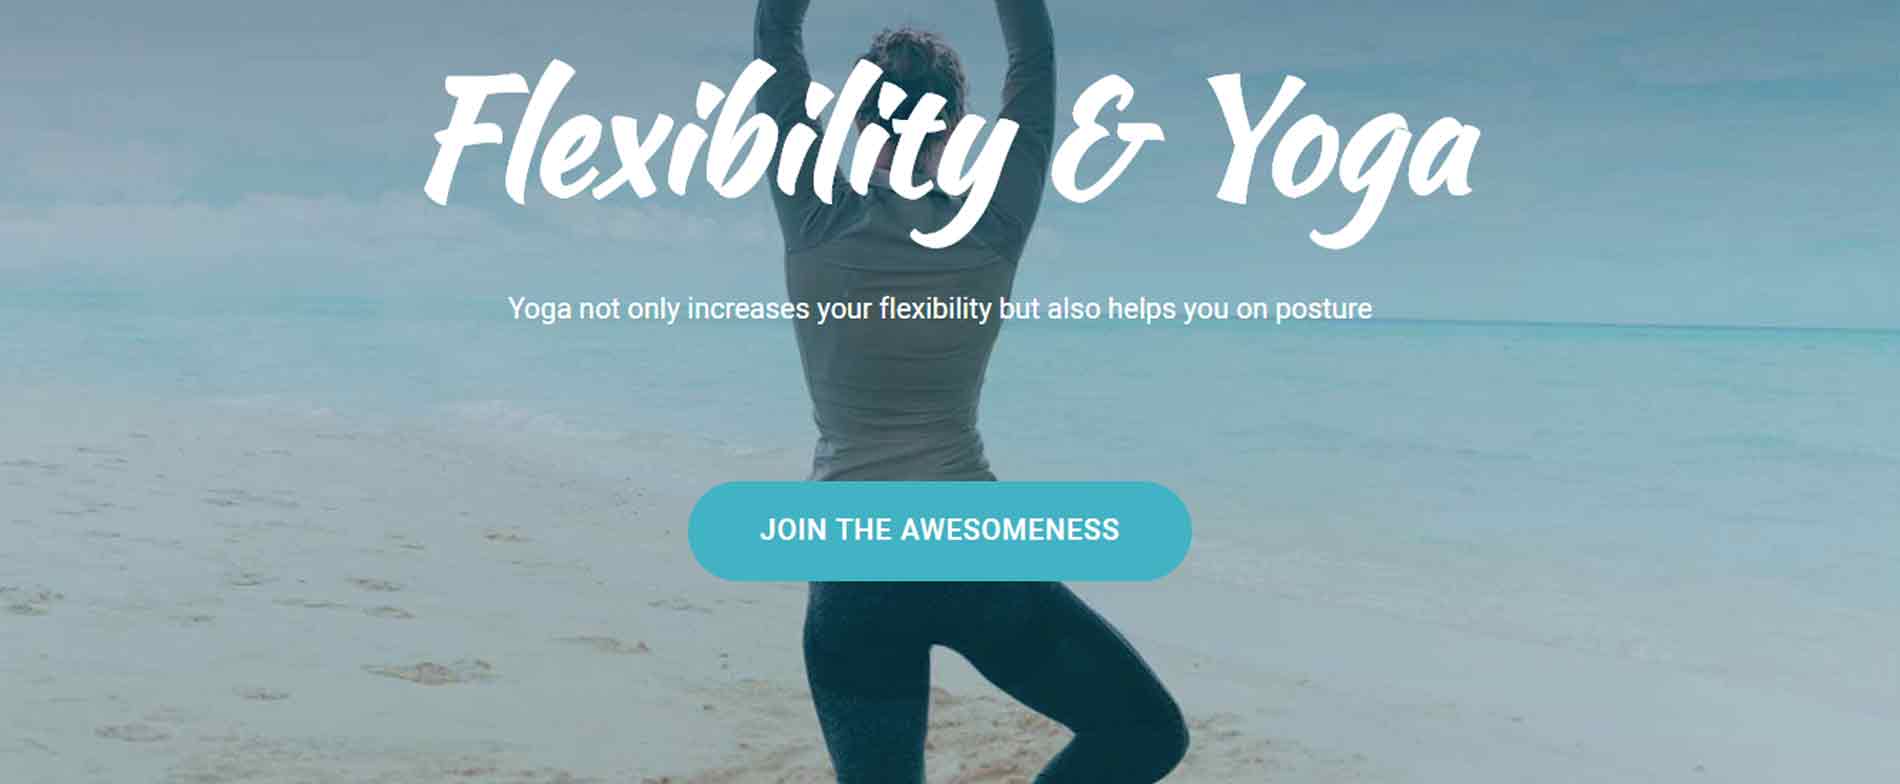 Flexibility & Yoga
Yoga not only increases your flexibility but also helps you on posture
JOIN THE AWESOMENESS